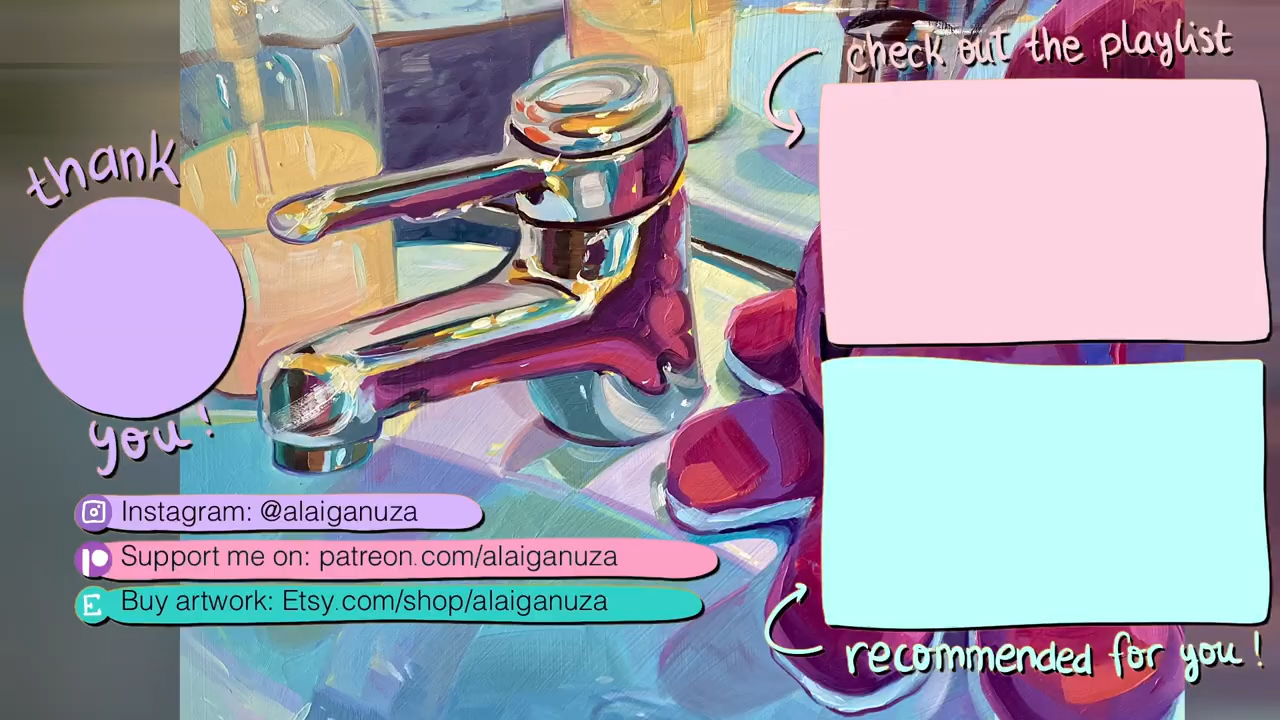 check out the playlist
thank
you!
Instagram: @alaiganuza
Support me on: patreon.com/alaiganuza
Buy artwork: Etsy.com/shop/alaiganuza
recommended for you!